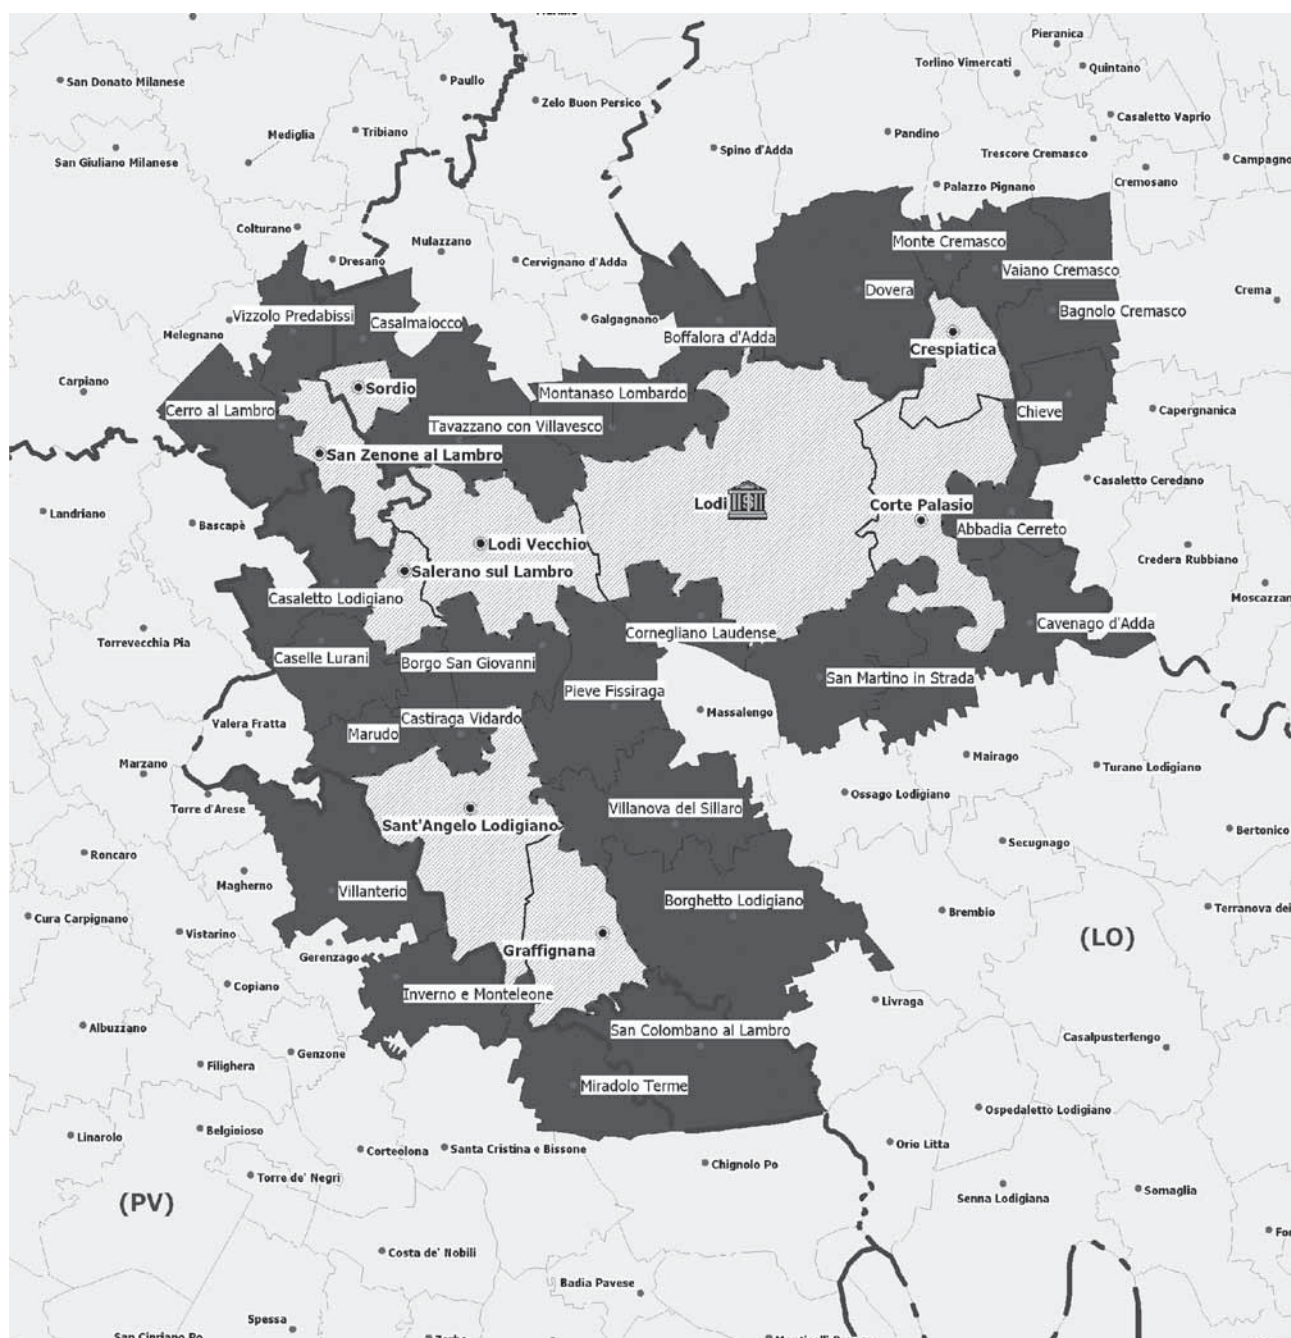 Pieranica
Torlino Vimercati
Quintano
San Donato Milanese
Paullo
Zelo Buon Persico
Casaletto Vaprio
Mediglia
Tribiano
Pandino
San Giuliano Milanese
Spino d'Adda
Trescore Cremasco
Campagno
Cremosano
Palazzo Pignano
Colturano
Mulazzano
Monte Cremasco
Dresano
Cervignano d'Adda
Vaiano Cremasco
Dovera
Crema
Vizzolo Predabissi
Casalmaiocco
Galgagnano
Bagnolo Cremasco
Melegnano
Boffalora d'Adda
Crespiatica
Carpiano
Sordio
Montanaso Lombardo
Cerro al Lambro
Chieve
Capergnanica
Tavazzano con Villavesco
San Zenone al Lambro
Casaletto Ceredano
Landriano
Lodi
Corte Palasio
Bascapè
Abbadia Cerreto
Lodi Vecchio
Credera Rubbiano
Salerano sul Lambro
Moscazzan
Casaletto Lodigiano
Cavenago d'Adda
Torrevecchia Pia
Cornegliano Laudense
Caselle Lurani
Borgo San Giovanni
San Martino in Strada
Pieve Fissiraga
Massalengo
Valera Fratta
Castiraga Vidardo
Marudo
Mairago
Marzano
Turano Lodigiano
Ossago Lodigiano
Torre d'Arese
Villanova del Sillaro
Sant'Angelo Lodigiano
Bertonico
Secugnago
Roncaro
Magherno
Villanterio
Borghetto Lodigiano
Terranova dei
Brembio
Cura Carpignano
Vistarino
(LO)
Graffignana
Gerenzago
Copiano
Inverno e Monteleone
Livraga
Albuzzano
San Colombano al Lambro
Casalpusterlengo
Genzone
Filighera
Miradolo Terme
Ospedaletto Lodigiano
Linarolo
Belgioioso
Orio Litta
Corteolona
Santa Cristina e Bissone
Chignolo Po
Torre de' Negri
Senna Lodigiana
Somaglia
(PV)
Costa de' Nobili
Badia Pavese
Spessa